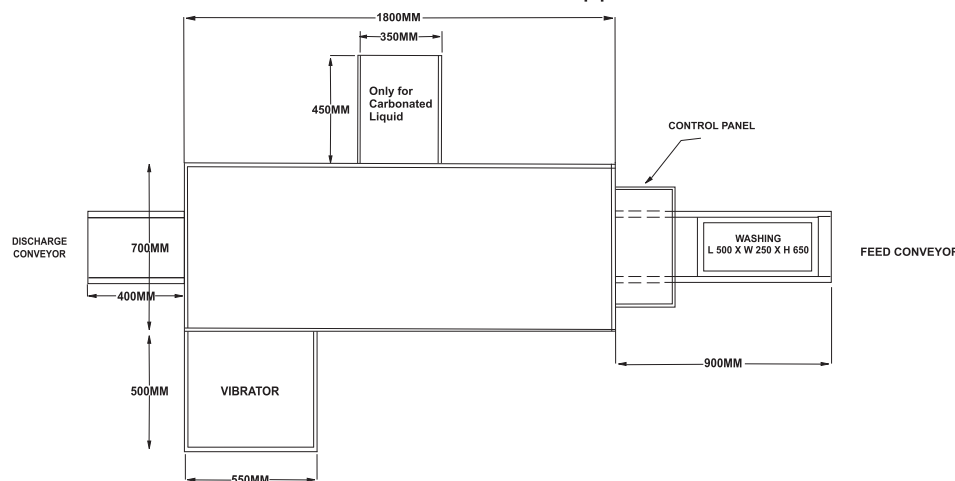 1800MM
350MM
450MM
Only for
Carbonated
Liquid
CONTROL PANEL
DISCHARGE
CONVEYOR
700MM
WASHING
L 500 X W 250 X H 650
FEED CONVEYOR
400MM
900MM
500MM
VIBRATOR
550MM